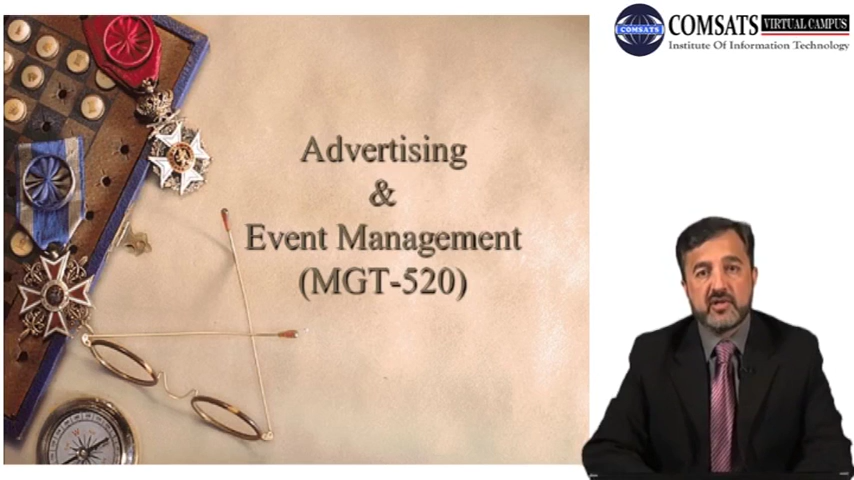 Advertising
&
Event Management
(MGT-520)
COMSATS
COMSATS VIRTUAL CAMPUS
Institute Of Information Technology